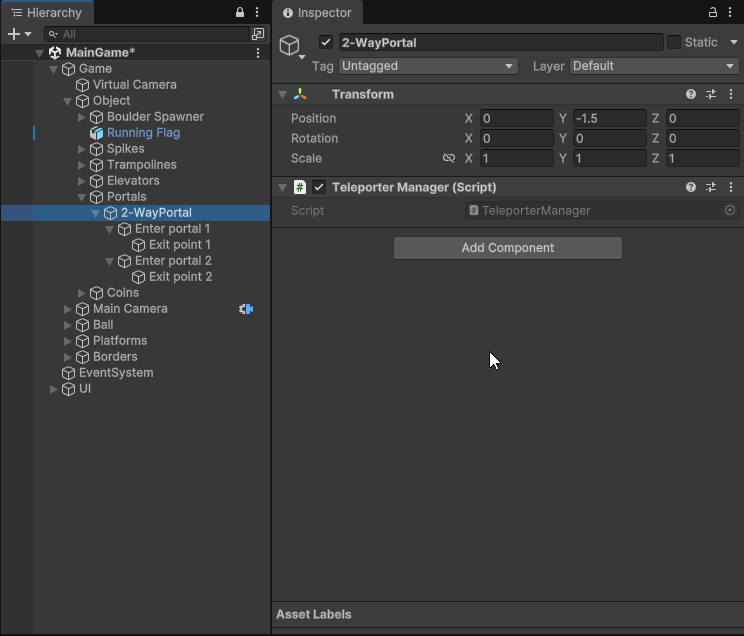 Hierarchy
All
MainGame*
Game
Virtual Camera
Object
Boulder Spawner
Running Flag
Spikes
Trampolines
Elevators
Portals
2-WayPortal
Enter portal 1
Exit point 1
Enter portal 2
Exit point 2
Coins
Main Camera
Ball
Platforms
Borders
EventSystem
UI
Inspector
2-WayPortal Static
Tag Untagged Layer Default
Transform
Position X 0 Y -1.5 Z 0
Rotation X 0 Y 0 Z 0
Scale X 1 Y 1 Z 1
# Teleporter Manager (Script)
Script # TeleporterManager
Add Component
Asset Labels